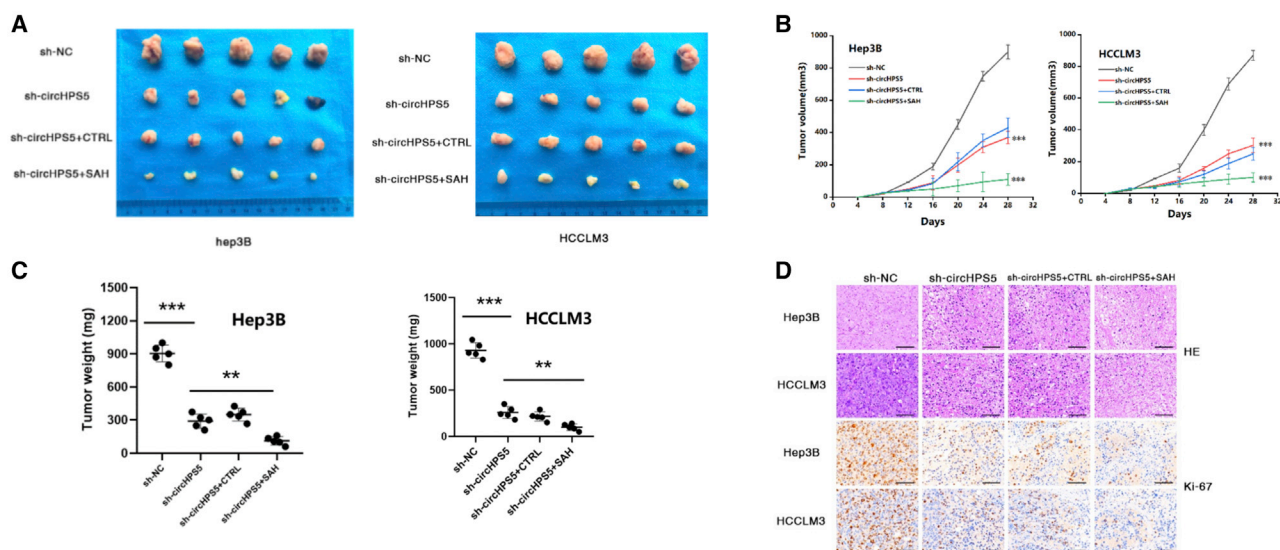 A
sh-NC
sh-circHPS5
sh-circHPS5+CTRL
sh-circHPS5+SAH
hep3B
sh-NC
sh-circHPS5
sh-circHPS5+CTRL
sh-circHPS5+SAH
HCCLM3
B
Hep3B
sh-NC
sh-circHPS5
sh-circHPS5+CTRL
sh-circHPS5+SAH
Tumor volume(mm3)
1000
800
600
400
200
0
0 4 8 12 16 20 24 28 32
Days
***
***
HCCLM3
sh-NC
sh-circHPS5
sh-circHPS5+CTRL
sh-circHPS5+SAH
Tumor volume(mm3)
1000
800
600
400
200
0
0 4 8 12 16 20 24 28 32
Days
***
***
C
Hep3B
***
**
Tumor weight (mg)
1500
1200
900
600
300
0
sh-NC
sh-circHPS5
sh-circHPS5+CTRL
sh-circHPS5+SAH
HCCLM3
***
**
Tumor weight (mg)
1500
1000
500
0
sh-NC
sh-circHPS5
sh-circHPS5+CTRL
sh-circHPS5+SAH
D
sh-NC sh-circHPS5 sh-circHPS5+CTRL sh-circHPS5+SAH
Hep3B
HCCLM3
HE
Hep3B
HCCLM3
Ki-67